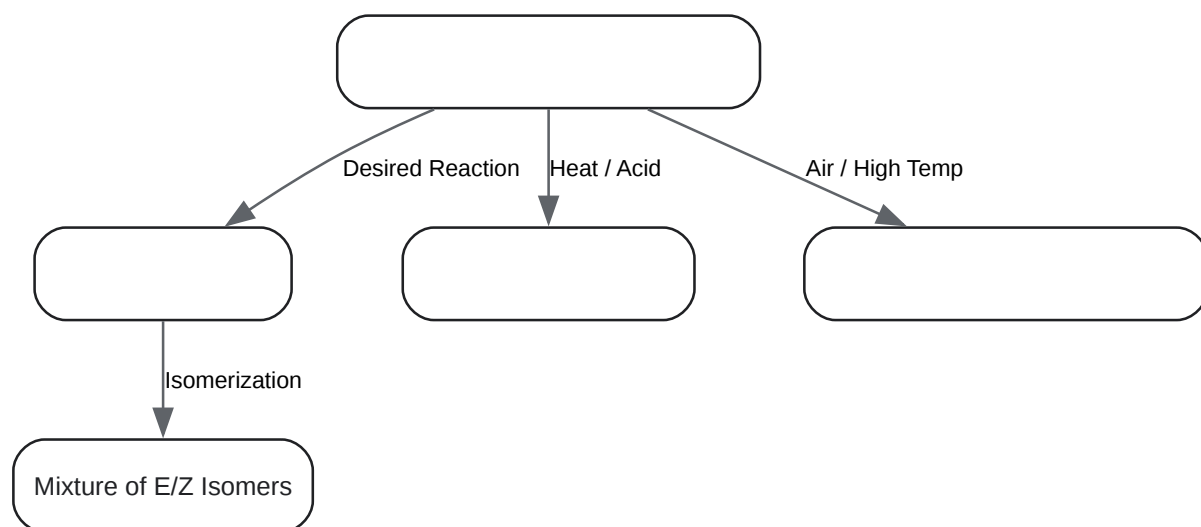 Desired Reaction
Heat / Acid
Air / High Temp
Isomerization
Mixture of E/Z Isomers